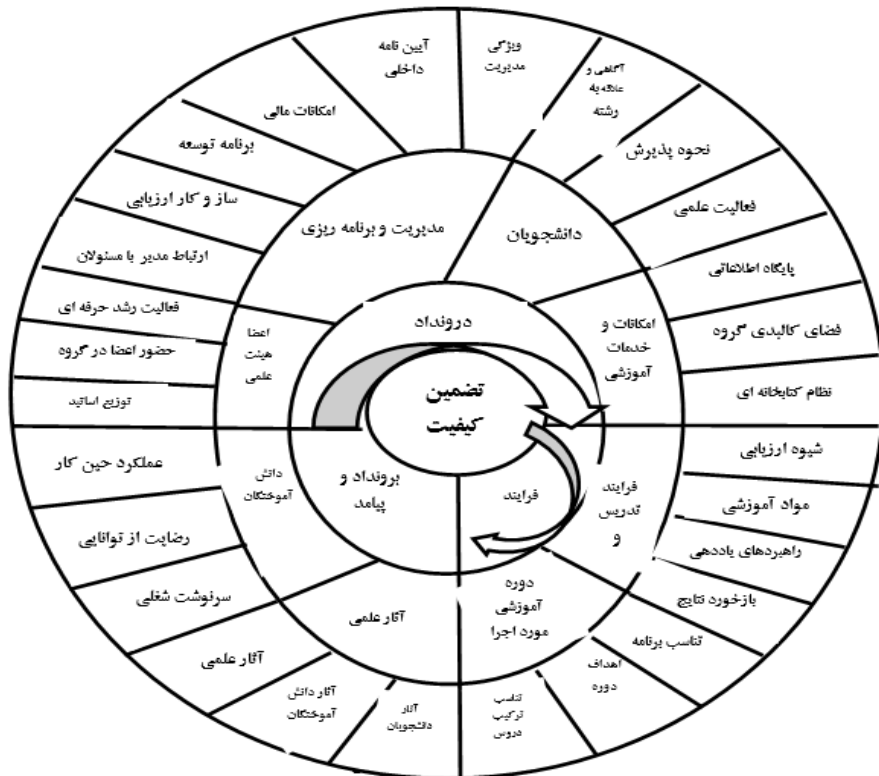 آیین نامه
داخلی
ویژگی
مدیریت
آگاهی و
علاقه به
رشته
نحوه پذیرش
فعالیت علمی
پایگاه اطلاعاتی
فضای کالبدی گروه
نظام کتابخانه ای
شیوه ارزیابی
مواد آموزشی
راهبردهای یاددهی
بازخورد نتایج
تناسب برنامه
اهداف
دوره
تناسب
ترکیب
دروس
آثار
دانشجویان
آثار دانش
آموختگان
آثار علمی
سرنوشت شغلی
رضایت از توانایی
عملکرد حین کار
توزیع اساتید
حضور اعضا در گروه
فعالیت رشد حرفه ای
ارتباط مدیر با مسئولان
ساز و کار ارزیابی
برنامه توسعه
امکانات مالی
مدیریت و برنامه ریزی
دانشجویان
امکانات و
خدمات
آموزشی
فرایند
تدریس
و
دوره
آموزشی
مورد اجرا
آثار علمی
دانش
آموختگان
اعضا
هیئت
علمی
درونداد
فرایند
برونداد و
پیامد
تضمین
کیفیت